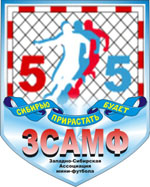 5 5
СИБИРЬЮ ПРИРАСТАТЬ БУДЕТ
ЗСАМФ
Западно-Сибирская
Ассоциация
мини-футбола